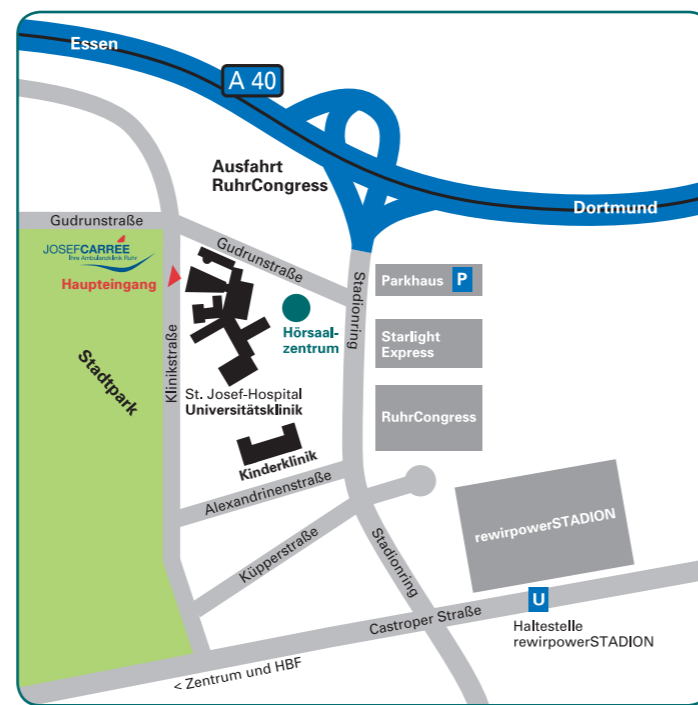 Essen
A 40
Ausfahrt
RuhrCongress
Dortmund
Gudrunstraße
Gudrunstraße
JOSEFCARREE
Ihre Ambulanzklinik Ruhr
Haupteingang
Stadionring
Parkhaus P
Hörsaal-
zentrum
Starlight
Express
Klinikstraße
Stadtpark
St. Josef-Hospital
Universitätsklinik
RuhrCongress
Kinderklinik
Alexandrinenstraße
Küpperstraße
Stadionring
rewirpowerSTADION
U
Castroper Straße
Haltestelle
rewirpowerSTADION
< Zentrum und HBF